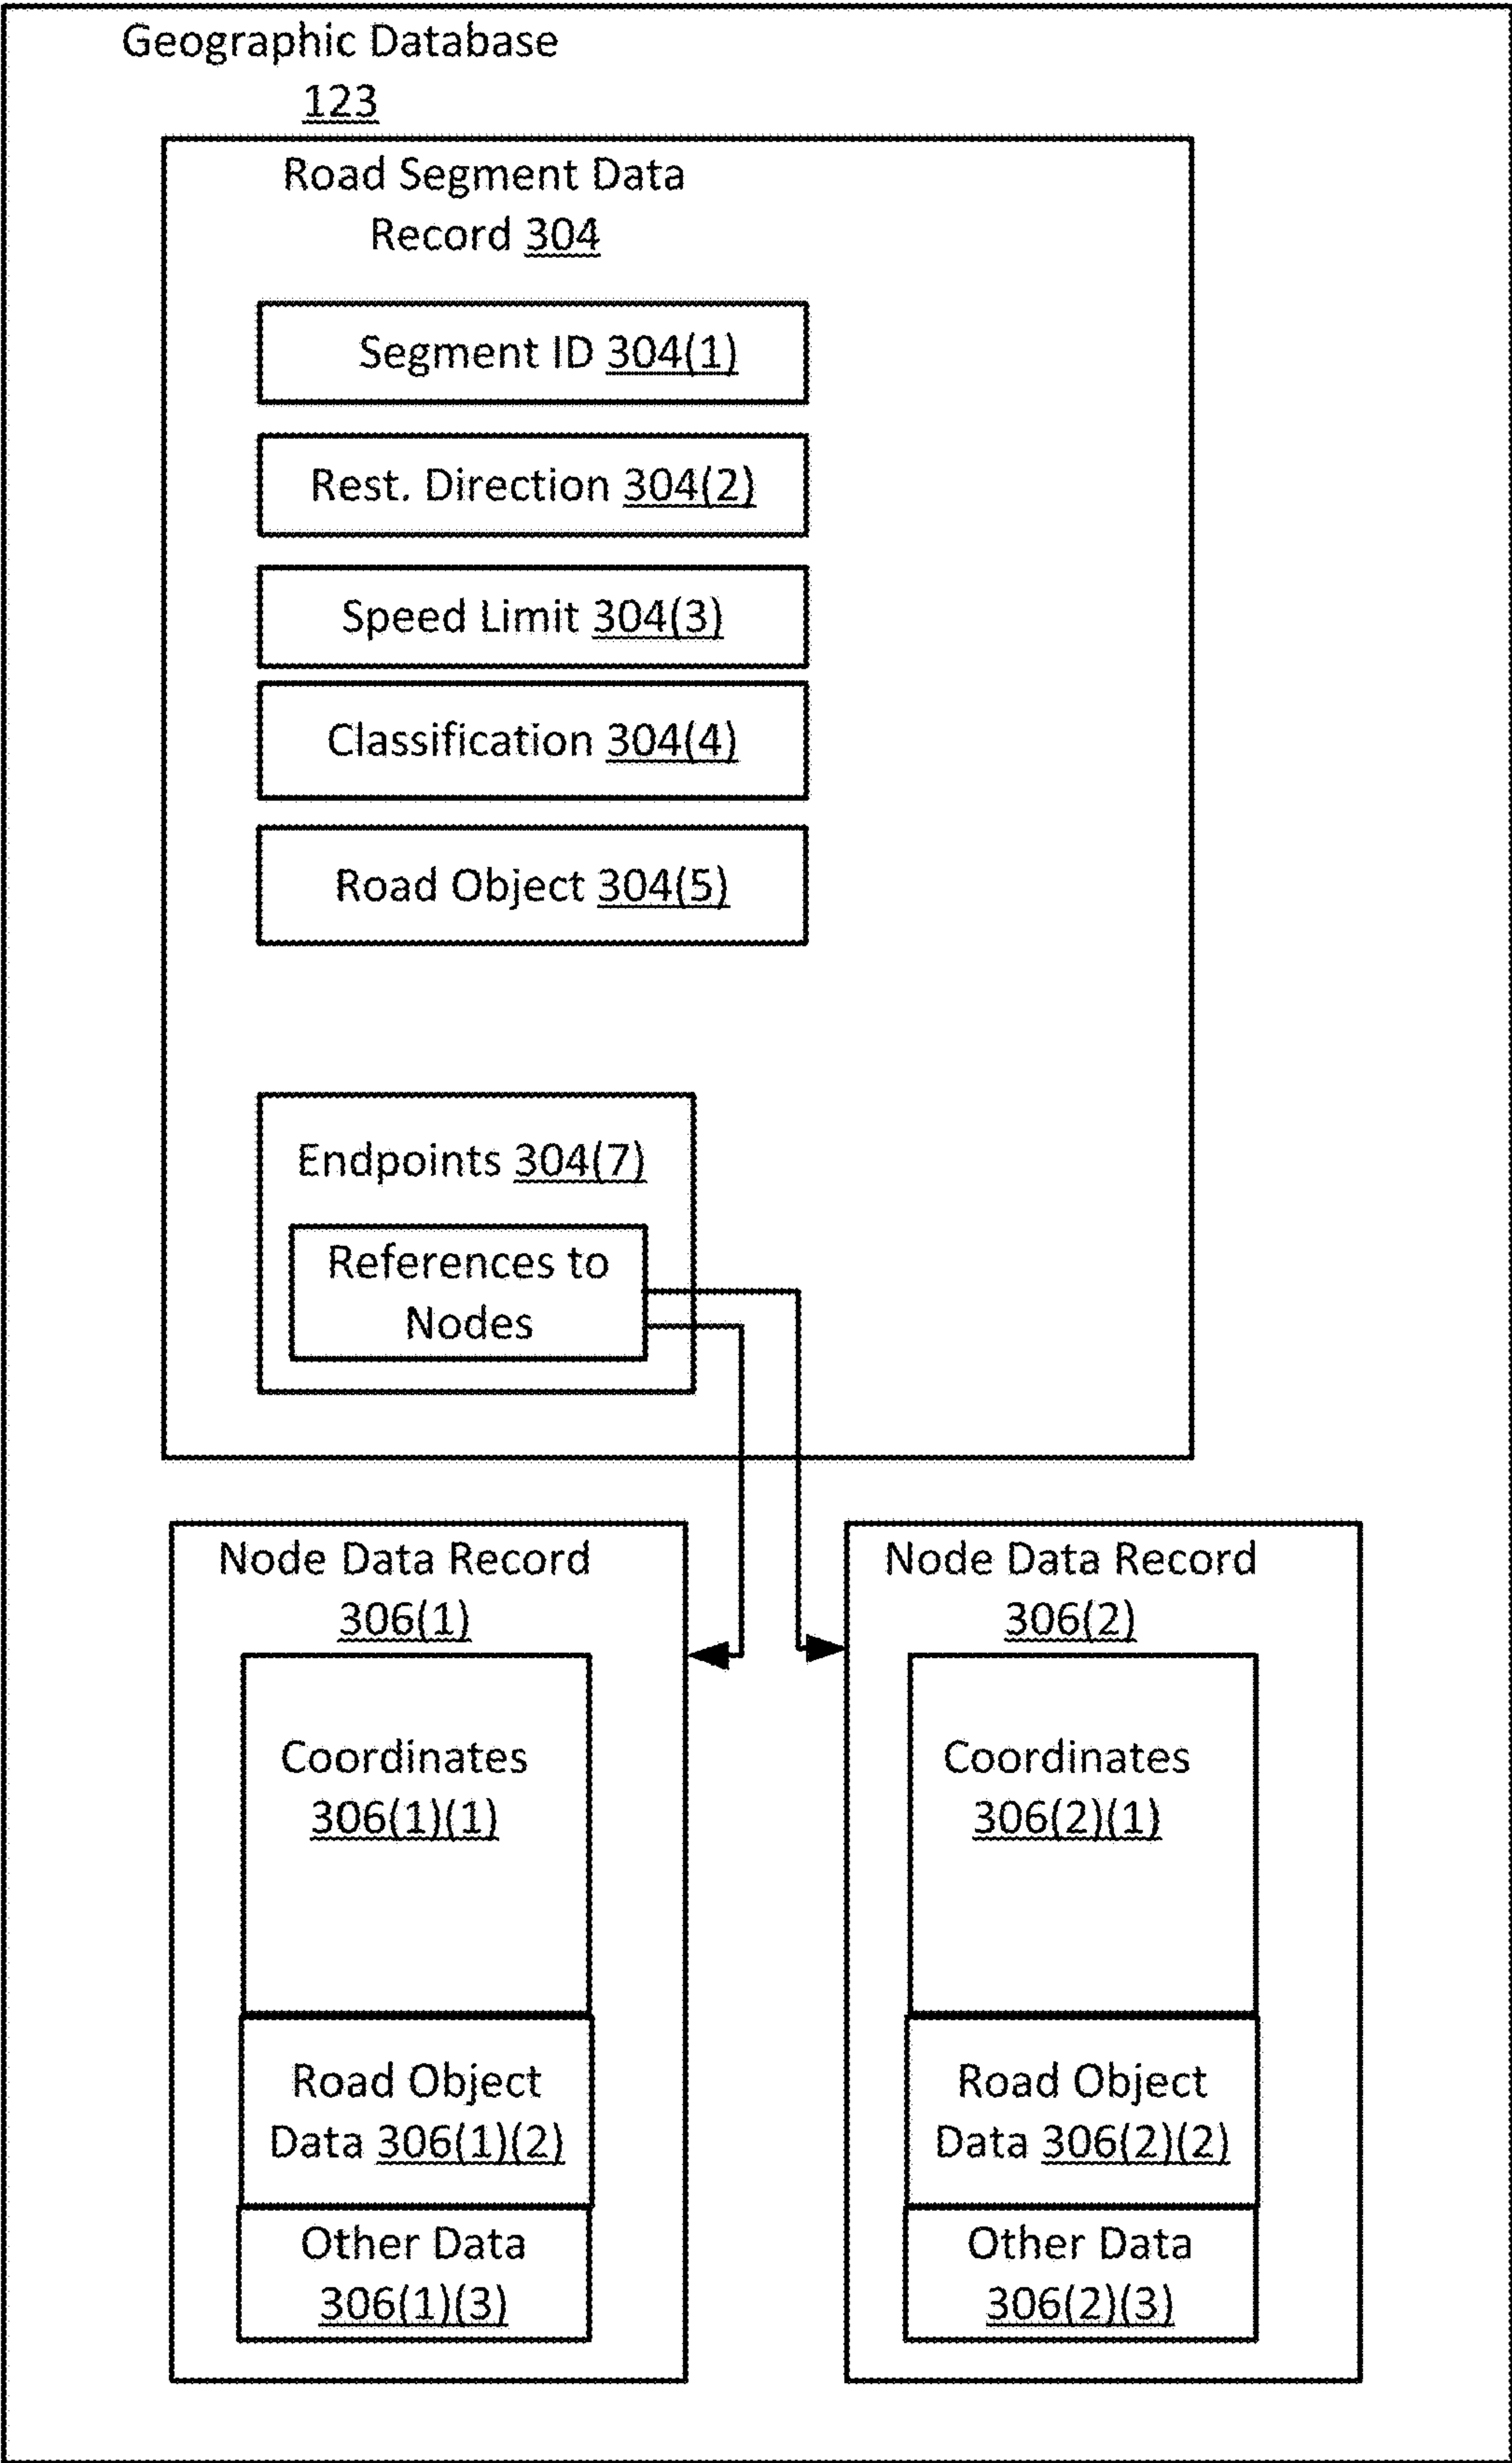 Geographic Database
123
Road Segment Data
Record 304
Segment ID 304(1)
Rest. Direction 304(2)
Speed Limit 304(3)
Classification 304(4)
Road Object 304(5)
Endpoints 304(7)
References to
Nodes
Node Data Record
306(1)
Coordinates
306(1)(1)
Road Object
Data 306(1)(2)
Other Data
306(1)(3)
Node Data Record
306(2)
Coordinates
306(2)(1)
Road Object
Data 306(2)(2)
Other Data
306(2)(3)